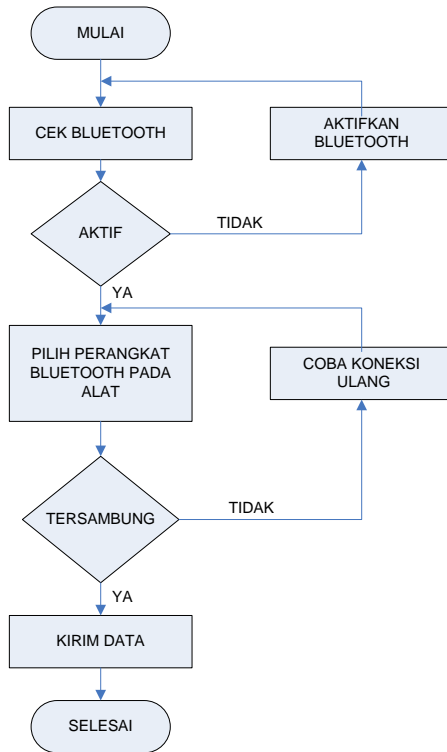 MULAI
CEK BLUETOOTH
AKTIFKAN
BLUETOOTH
AKTIF
TIDAK
YA
PILIH PERANGKAT
BLUETOOTH PADA
ALAT
COBA KONEKSI
ULANG
TERSAMBUNG
TIDAK
YA
KIRIM DATA
SELESAI